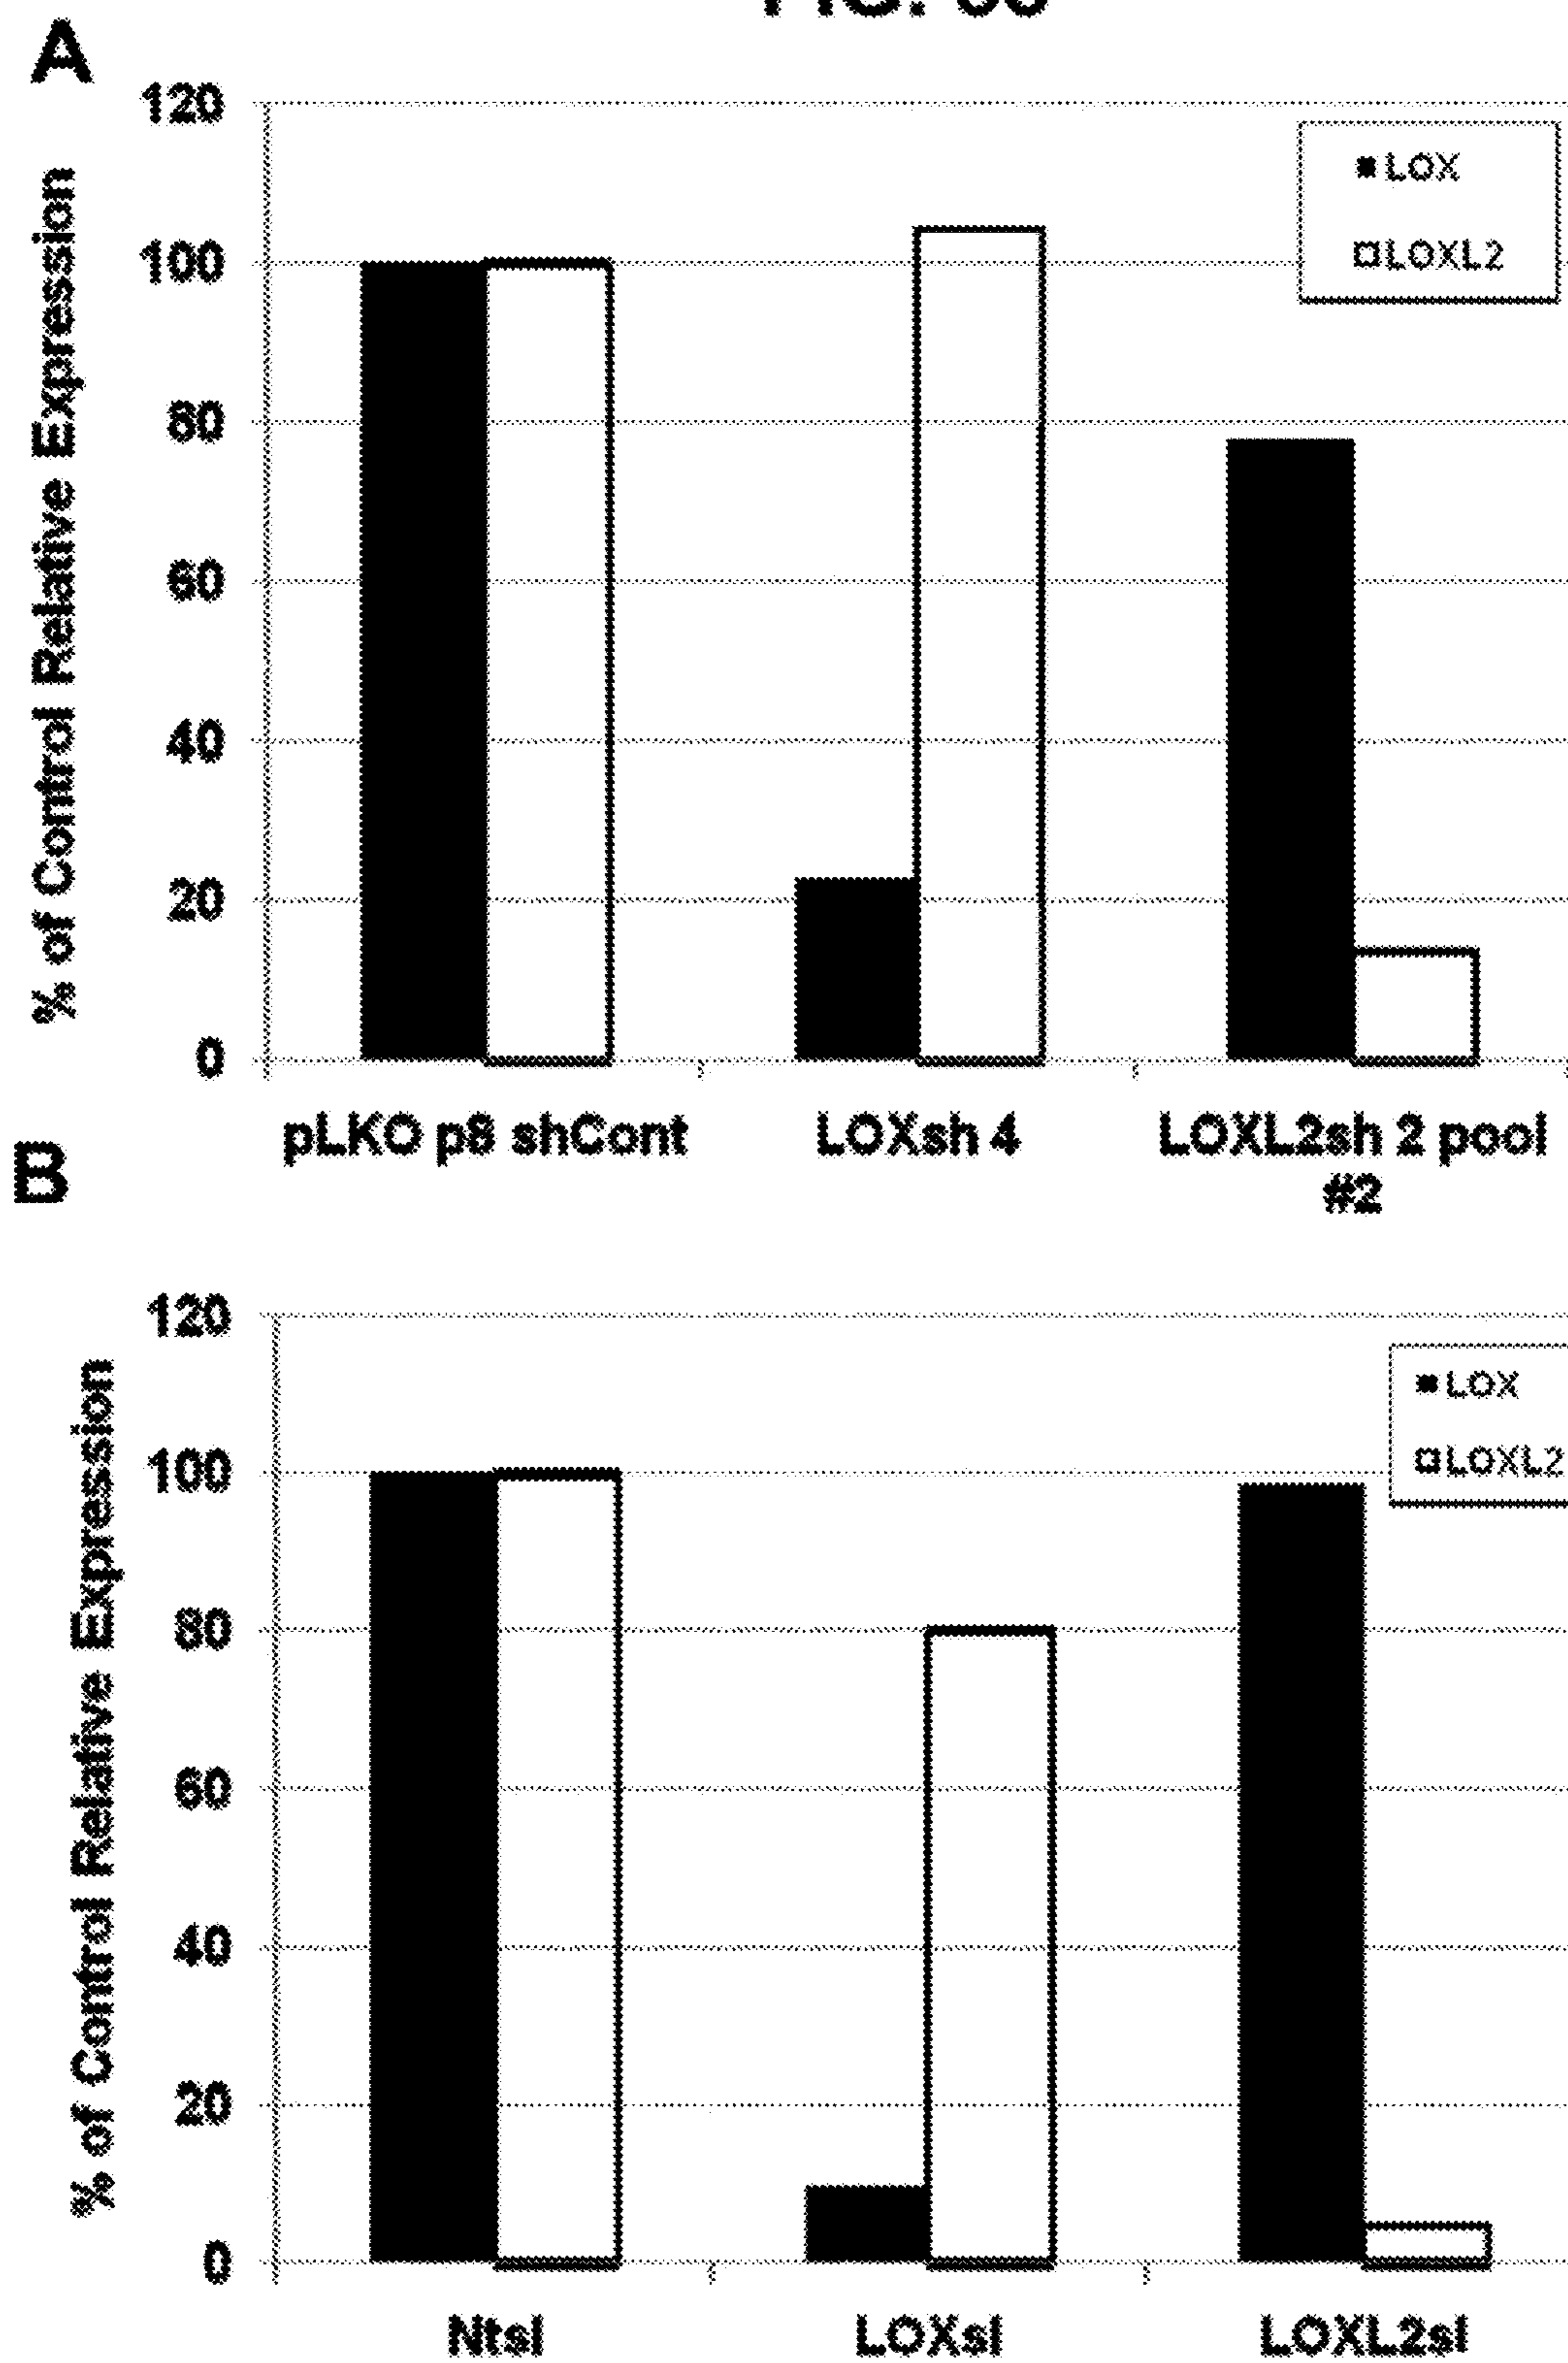 A
120
100
80
60
40
20
0
% of Control Relative Expression
LOX
LOXL2
pLKO p8 shCont
LOXsh 4
LOXL2sh 2 pool
#2
B
120
100
80
60
40
20
0
% of Control Relative Expression
LOX
LOXL2
Ntsi
LOXsi
LOXL2si